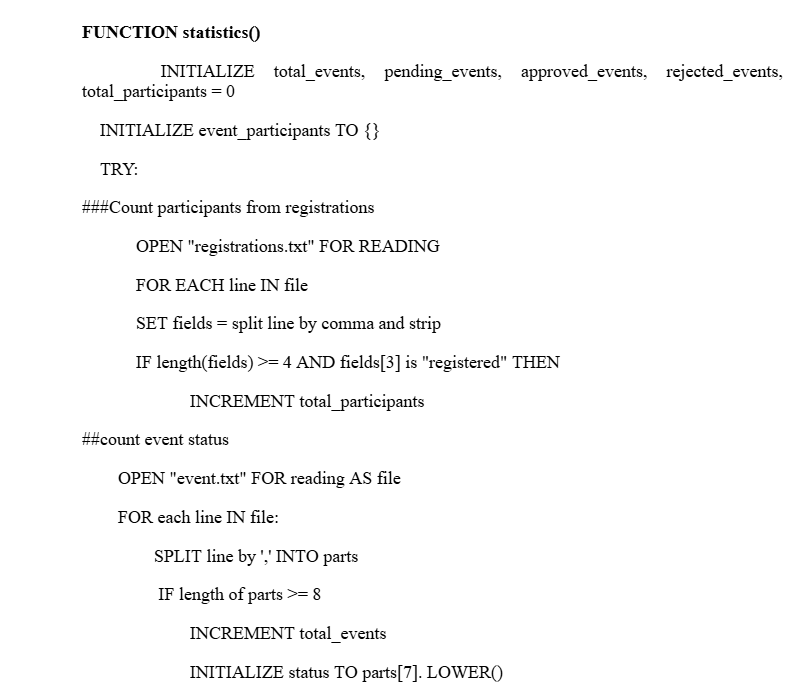 FUNCTION statistics()
INITIALIZE total_events, pending_events, approved_events, rejected_events,
total_participants = 0
INITIALIZE event_participants TO {}
TRY:
###Count participants from registrations
OPEN "registrations.txt" FOR READING
FOR EACH line IN file
SET fields = split line by comma and strip
IF length(fields) >= 4 AND fields[3] is "registered" THEN
INCREMENT total_participants
##count event status
OPEN "event.txt" FOR reading AS file
FOR each line IN file:
SPLIT line by ',' INTO parts
IF length of parts >= 8
INCREMENT total_events
INITIALIZE status TO parts[7]. LOWER()